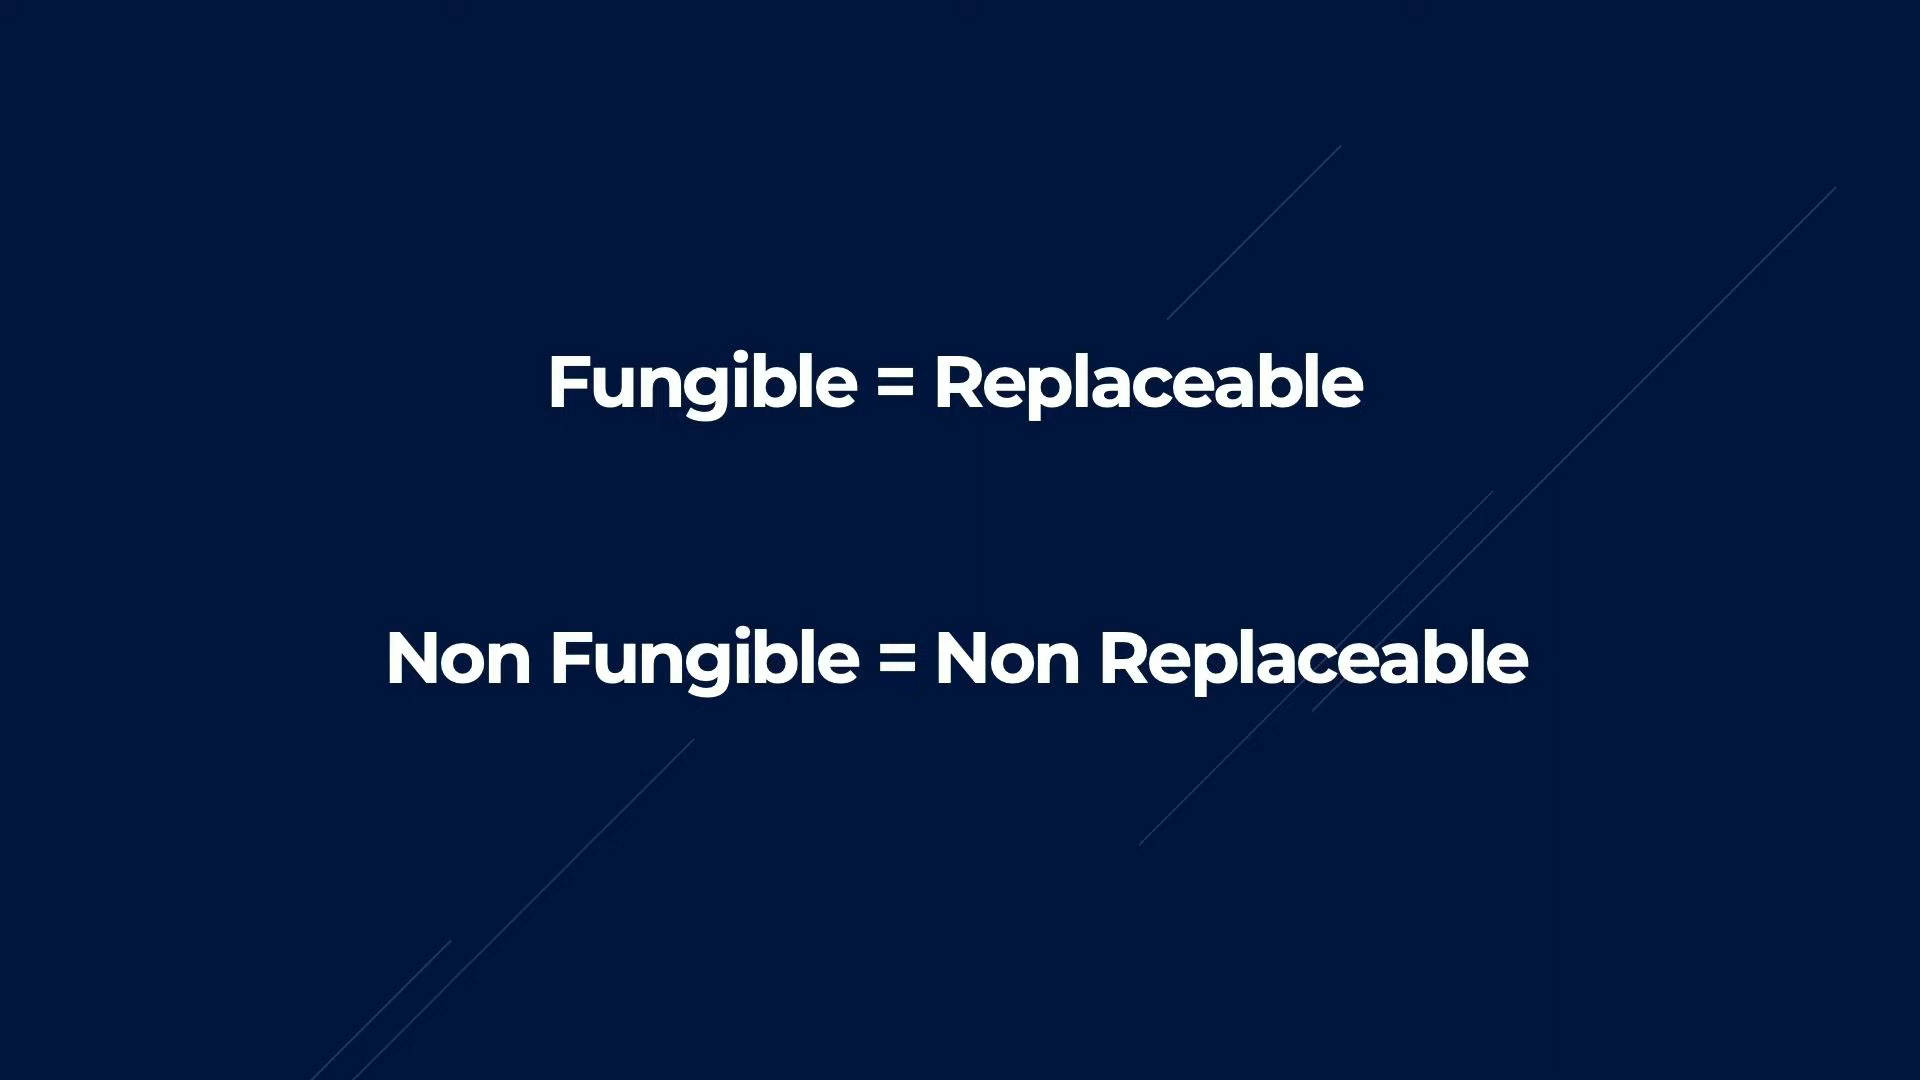 Fungible = Replaceable
Non Fungible = Non Replaceable